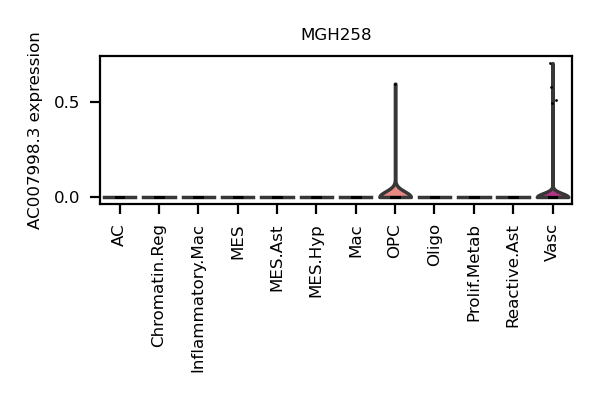 MGH258
AC007998.3 expression
0.5
0.0
AC
Chromatin.Reg
Inflammatory.Mac
MES
MES.Ast
MES.Hyp
Mac
OPC
Oligo
Prolif.Metab
Reactive.Ast
Vasc